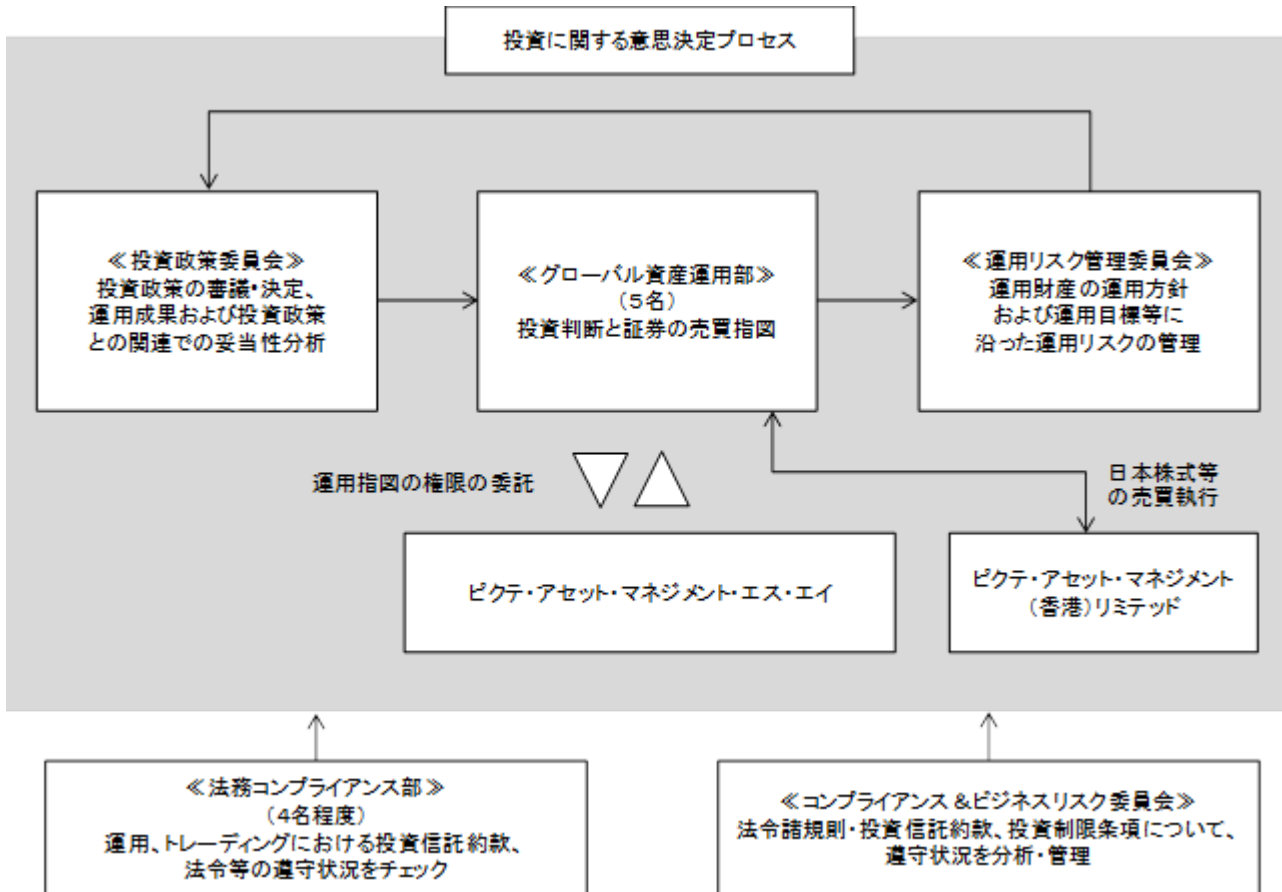 投資に関する意思決定プロセス
≪投資政策委員会≫
投資政策の審議・決定、
運用成果および投資政策
との関連での妥当性分析
≪グローバル資産運用部≫
（5名）
投資判断と証券の売買指図
≪運用リスク管理委員会≫
運用財産の運用方針
および運用目標等に
沿った運用リスクの管理
運用指図の権限の委託
日本株式等
の売買執行
ピクテ・アセット・マネジメント・エス・エイ
ピクテ・アセット・マネジメント
（香港）リミテッド
≪法務コンプライアンス部≫
（4名程度）
運用、トレーディングにおける投資信託約款、
法令等の遵守状況をチェック
≪コンプライアンス＆ビジネスリスク委員会≫
法令諸規則・投資信託約款、投資制限条項について、
遵守状況を分析・管理